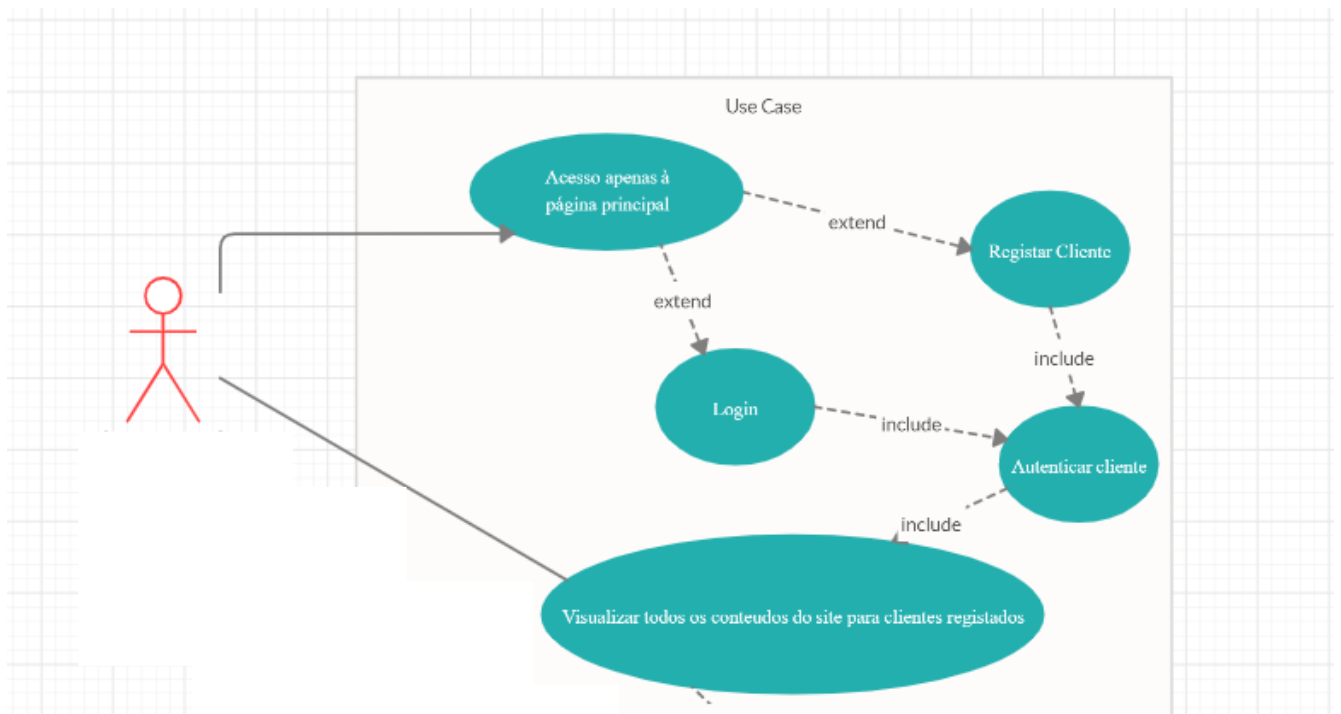 Use Case
Acesso apenas à
página principal
extend
Registar Cliente
extend
include
Login
include
Autenticar cliente
include
Visualizar todos os conteudos do site para clientes registados